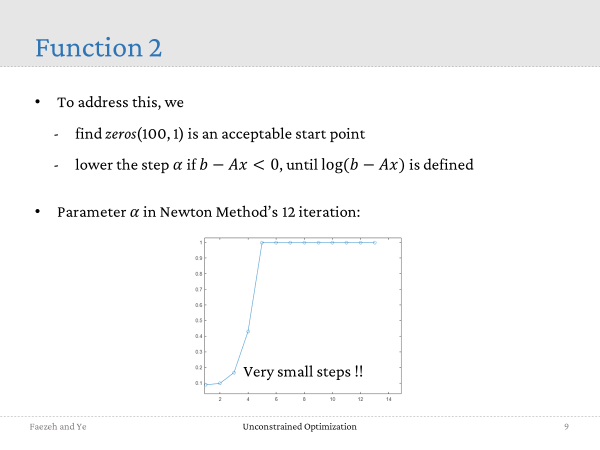 Function 2
• To address this, we
- find zeros(100, 1) is an acceptable start point
- lower the step α if b − Ax < 0, until log(b − Ax) is defined
• Parameter α in Newton Method's 12 iteration:
1
0.9
0.8
0.7
0.6
0.5
0.4
0.3
0.2
0.1
Very small steps !!
2 4 6 8 10 12 14
Faezeh and Ye Unconstrained Optimization 9